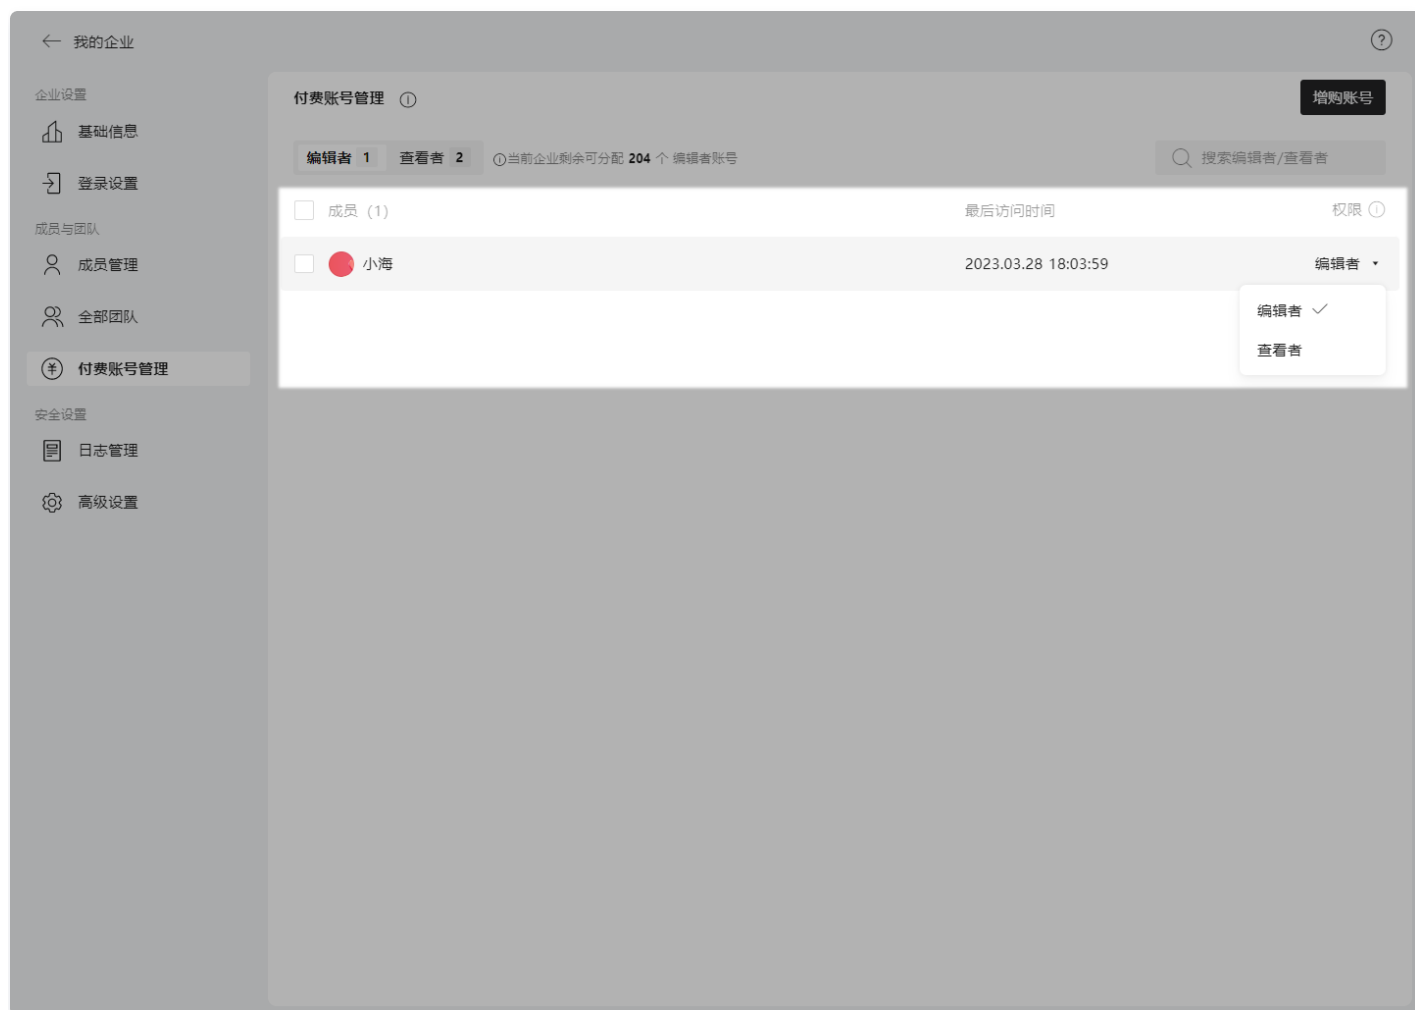 我的企业
企业设置
基础信息
登录设置
成员与团队
成员管理
全部团队
付费账号管理
安全设置
日志管理
高级设置
付费账号管理
增购账号
编辑者 1 查看者 2 当前企业剩余可分配 204 个 编辑者账号
搜索编辑者/查看者
成员 (1) 最后访问时间 权限
小海 2023.03.28 18:03:59 编辑者
编辑者
查看者